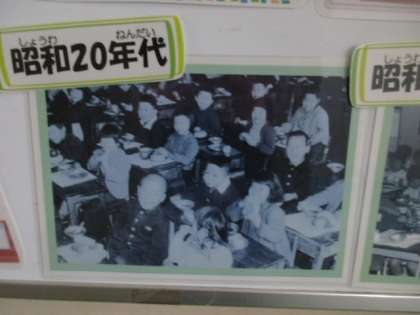 しょうわ ねんだい
昭和20年代
しょうわ
昭和